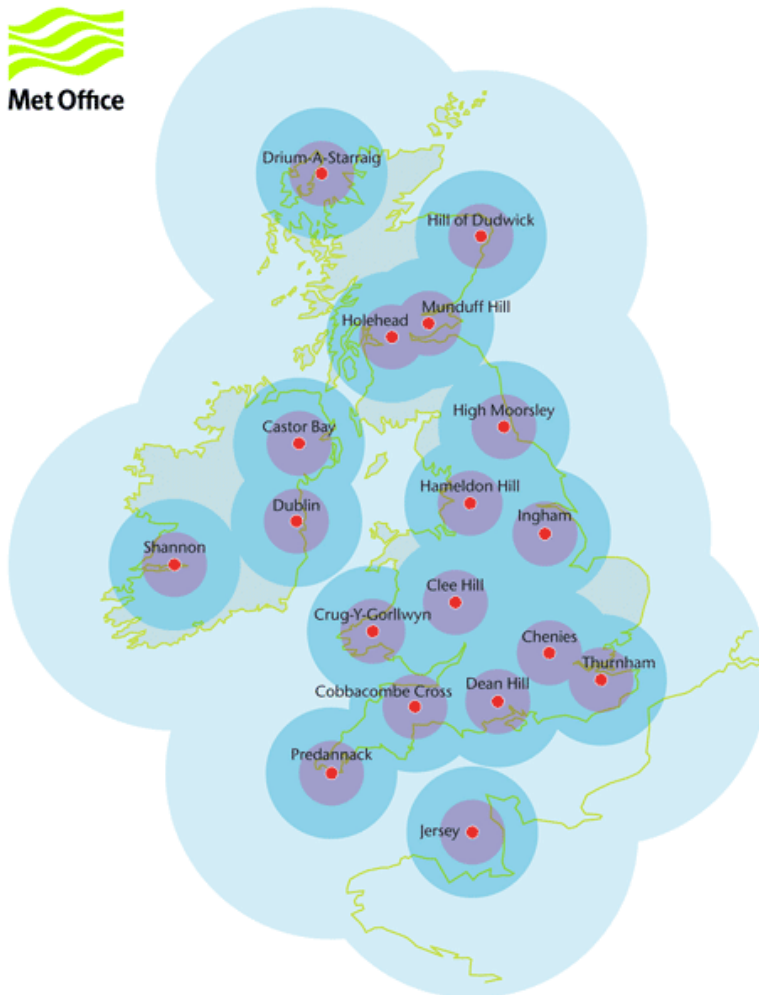 Met Office
Drium-A-Starraig
Hill of Dudwick
Munduff Hill
Holehead
High Moorsley
Castor Bay
Hameldon Hill
Dublin
Ingham
Shannon
Clee Hill
Crug-Y-Gorllwyn
Chenies
Thurnham
Dean Hill
Cobbacombe Cross
Predannack
Jersey